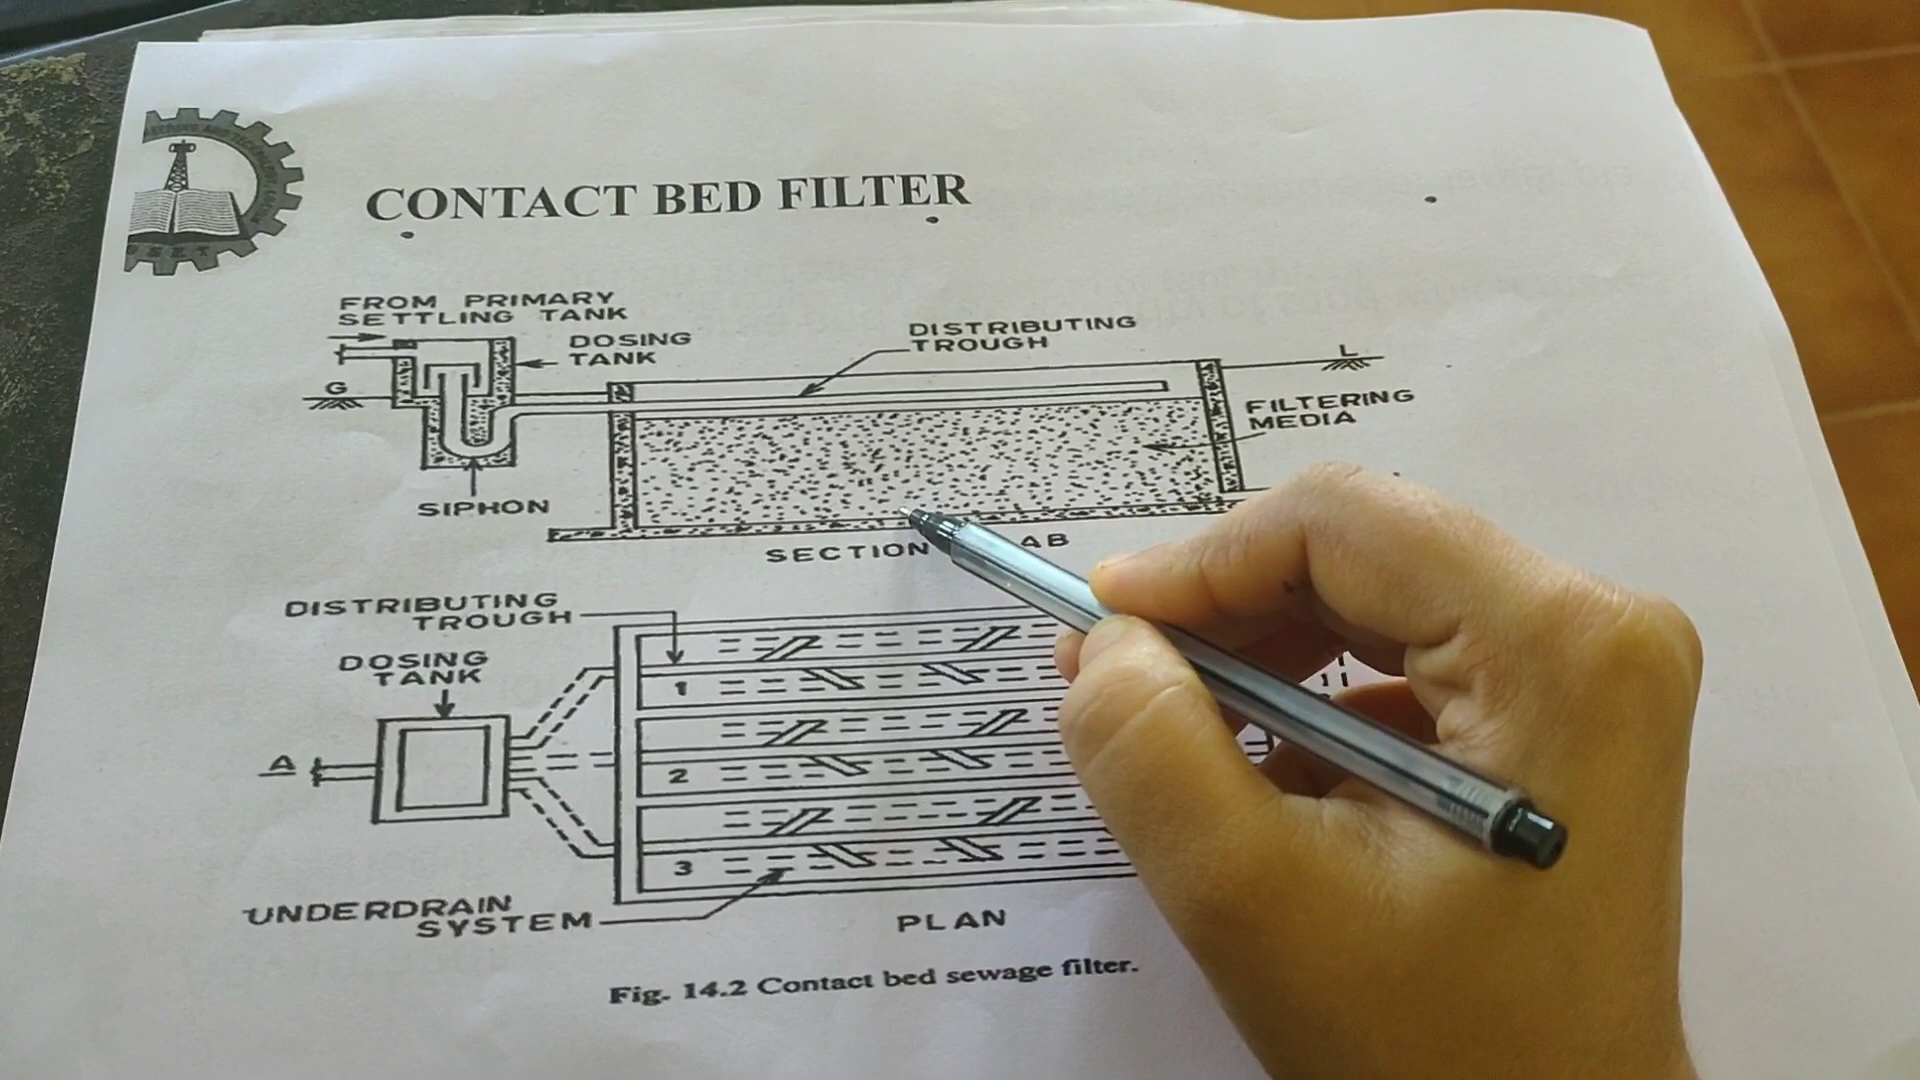 CONTACT BED FILTER
FROM PRIMARY
SETTLING TANK
DOSING
TANK
DISTRIBUTING
TROUGH
G
L
FILTERING
MEDIA
SIPHON
SECTION AB
DISTRIBUTING
TROUGH
DOSING
TANK
1
A
2
3
UNDERDRAIN
SYSTEM
PLAN
Fig. 14.2 Contact bed sewage filter.